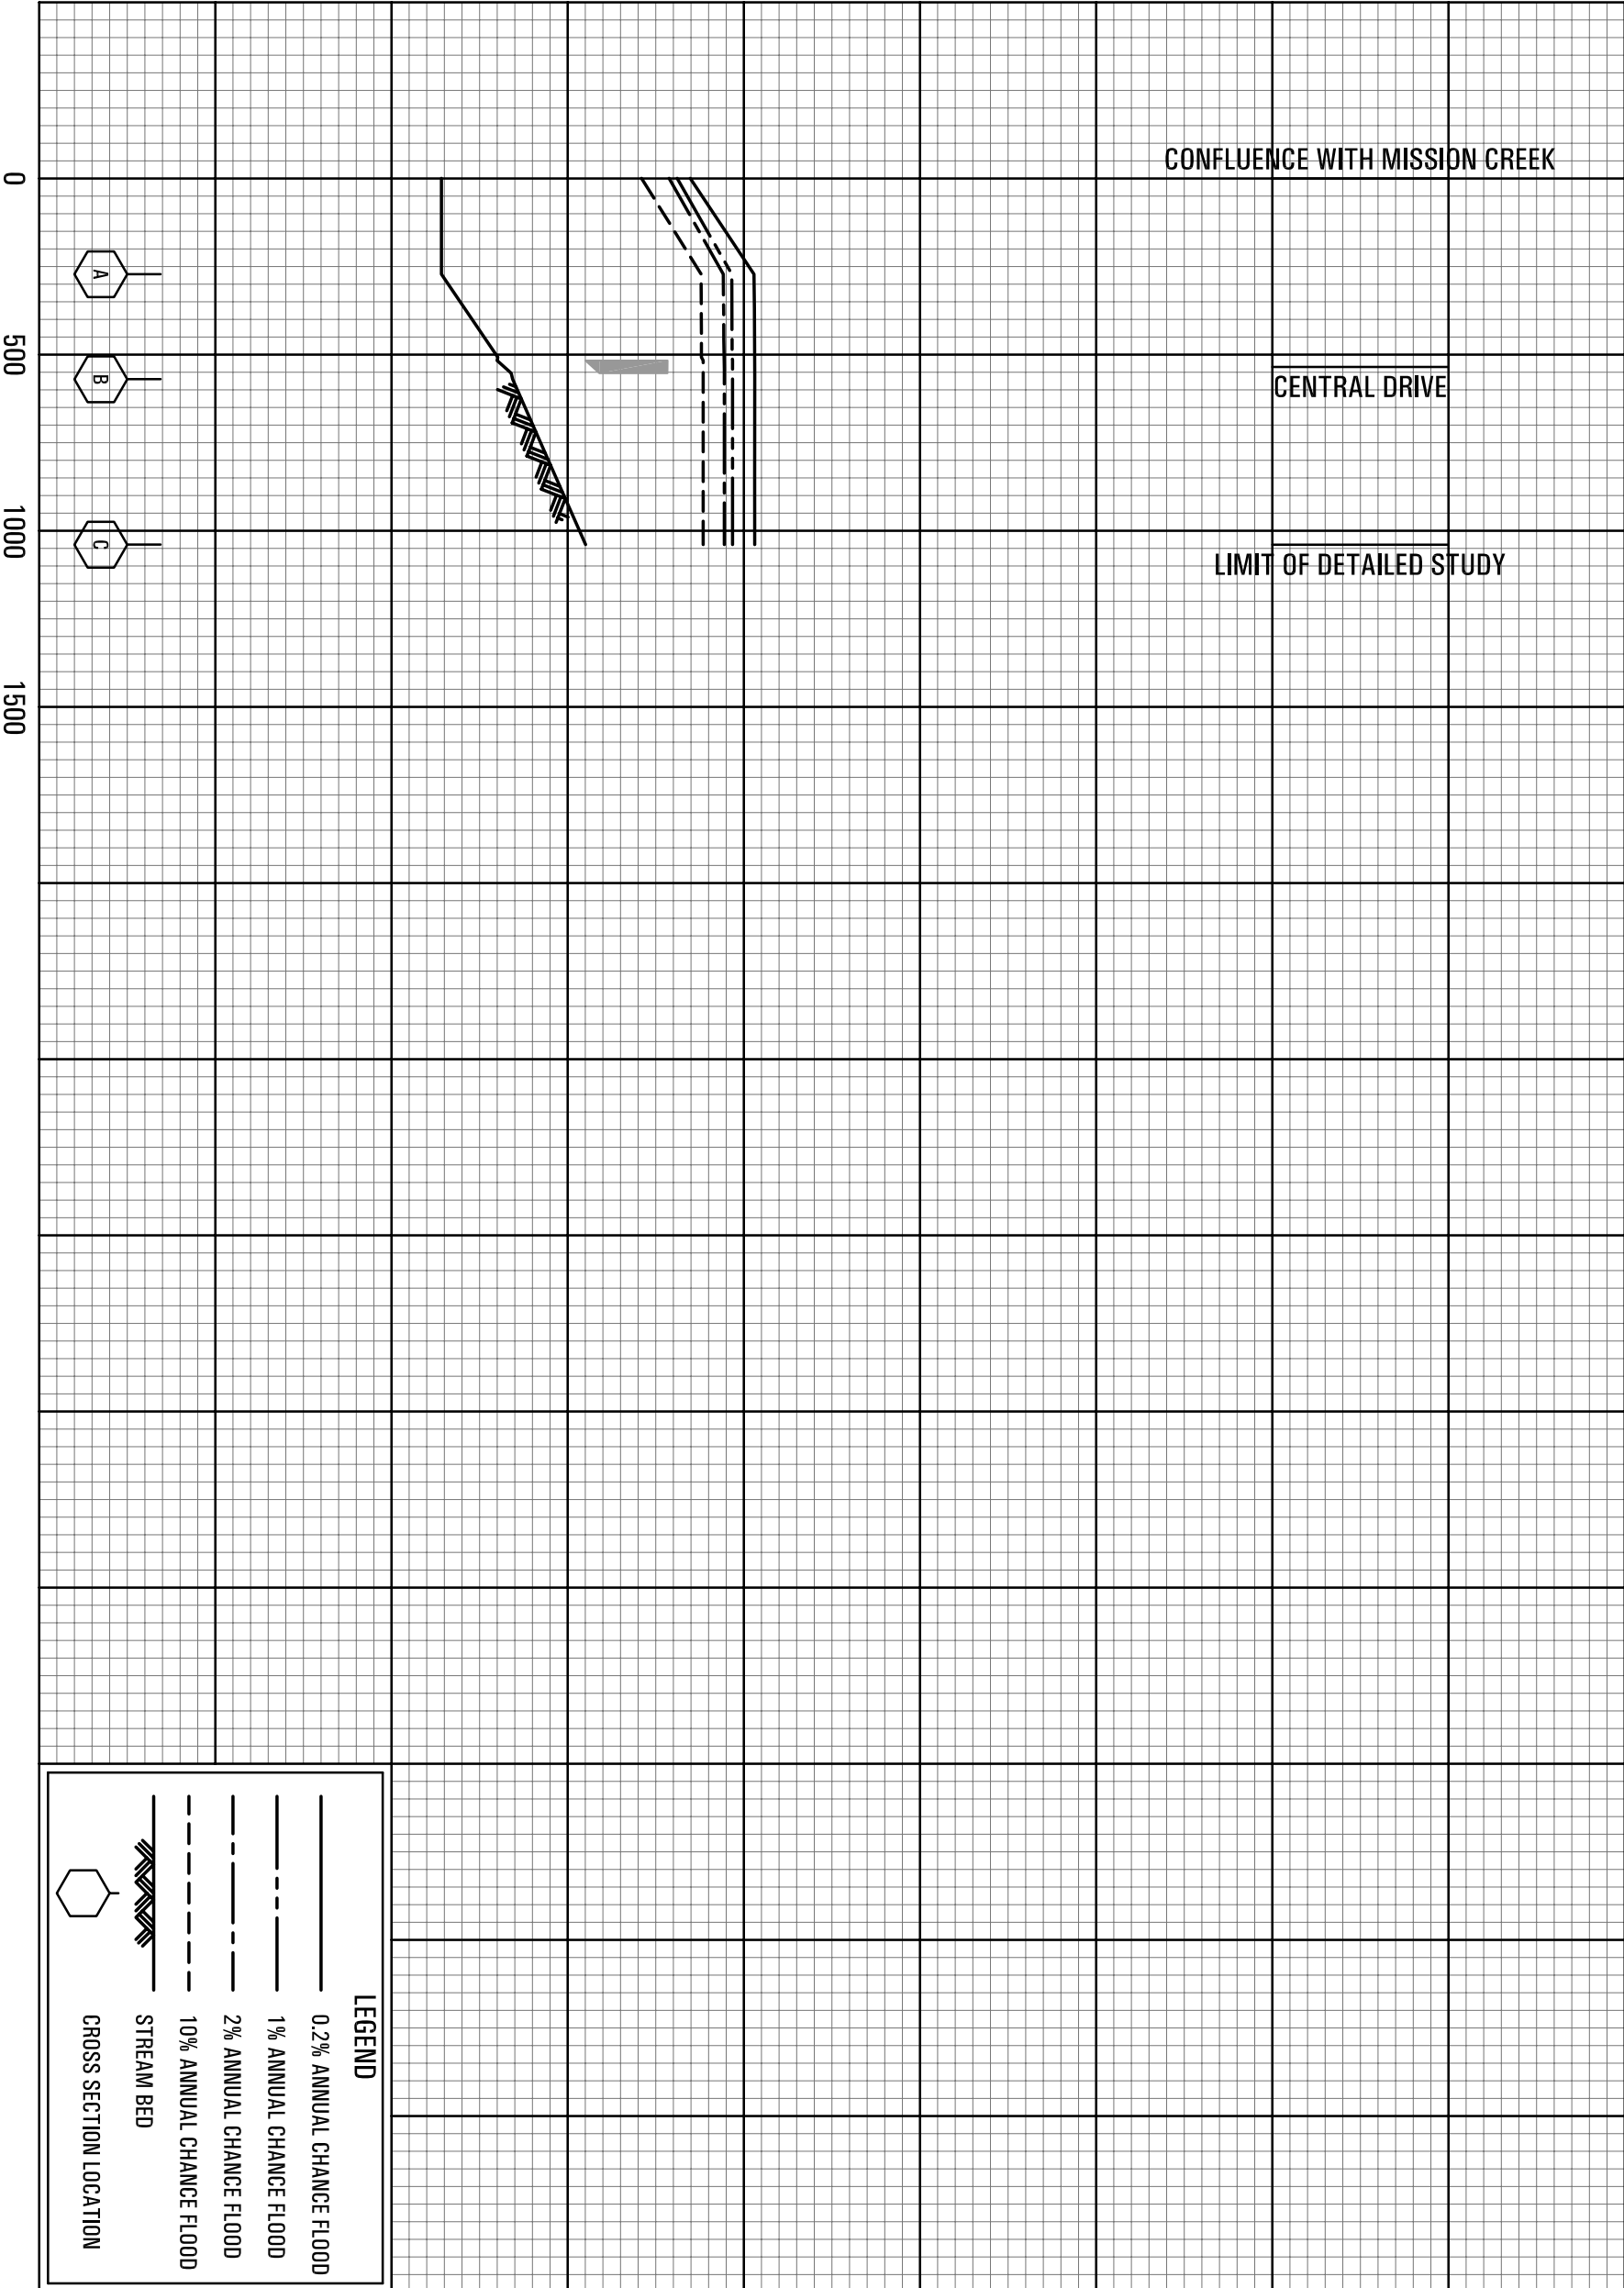 CONFLUENCE WITH MISSION CREEK
CENTRAL DRIVE
LIMIT OF DETAILED STUDY
A
B
C
0
500
1000
1500
LEGEND
0.2% ANNUAL CHANCE FLOOD
1% ANNUAL CHANCE FLOOD
2% ANNUAL CHANCE FLOOD
10% ANNUAL CHANCE FLOOD
STREAM BED
CROSS SECTION LOCATION